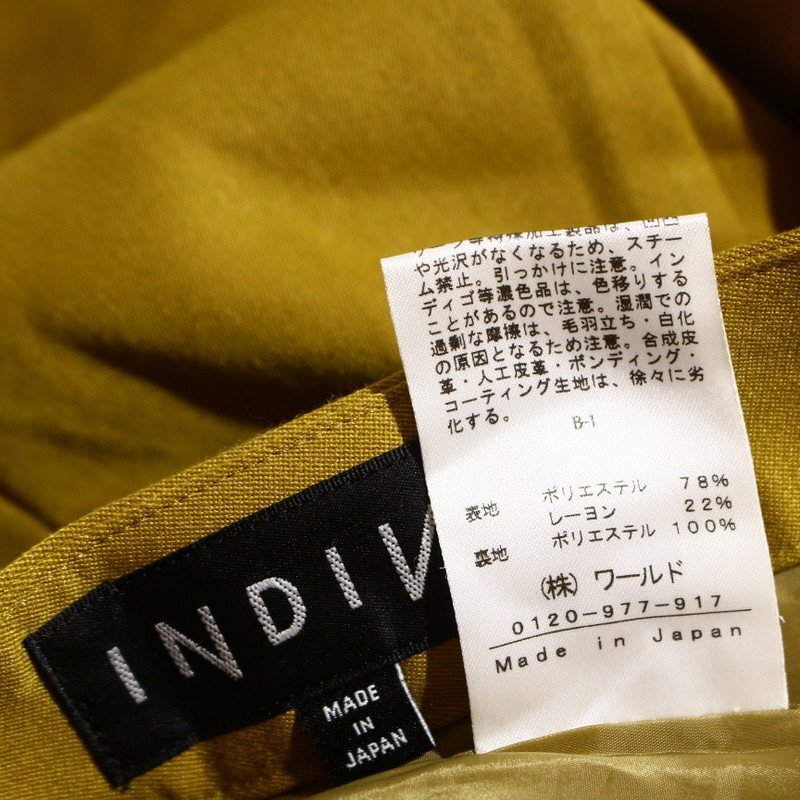 や光沢がなくなるため、スチー
ム禁止。引っかけに注意。イン
ディゴ等濃色品は、色移りする
ことがあるので注意。湿潤での
過剰な摩擦は、毛羽立ち・白化
の原因となるため注意。合成皮
革・人工皮革・ボンディング・
コーティング生地は、徐々に劣
化する。
B-1
表地 ポリエステル 78%
レーヨン 22%
裏地 ポリエステル 100%
(株) ワールド
0120-977-917
Made in Japan
INDIV
MADE
IN
JAPAN